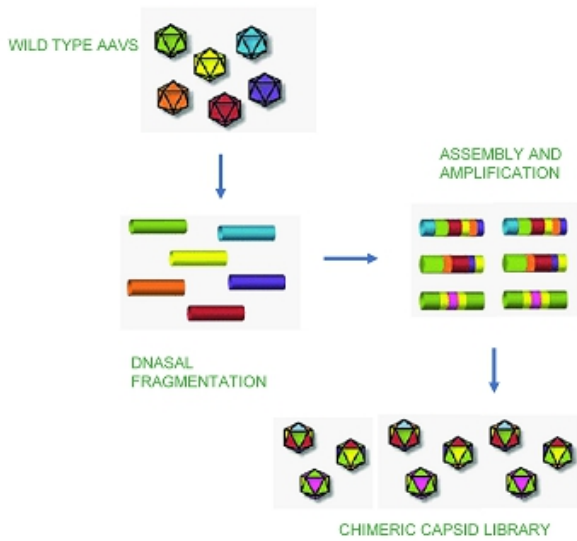 WILD TYPE AAVS
ASSEMBLY AND
AMPLIFICATION
DNASAL
FRAGMENTATION
CHIMERIC CAPSID LIBRARY